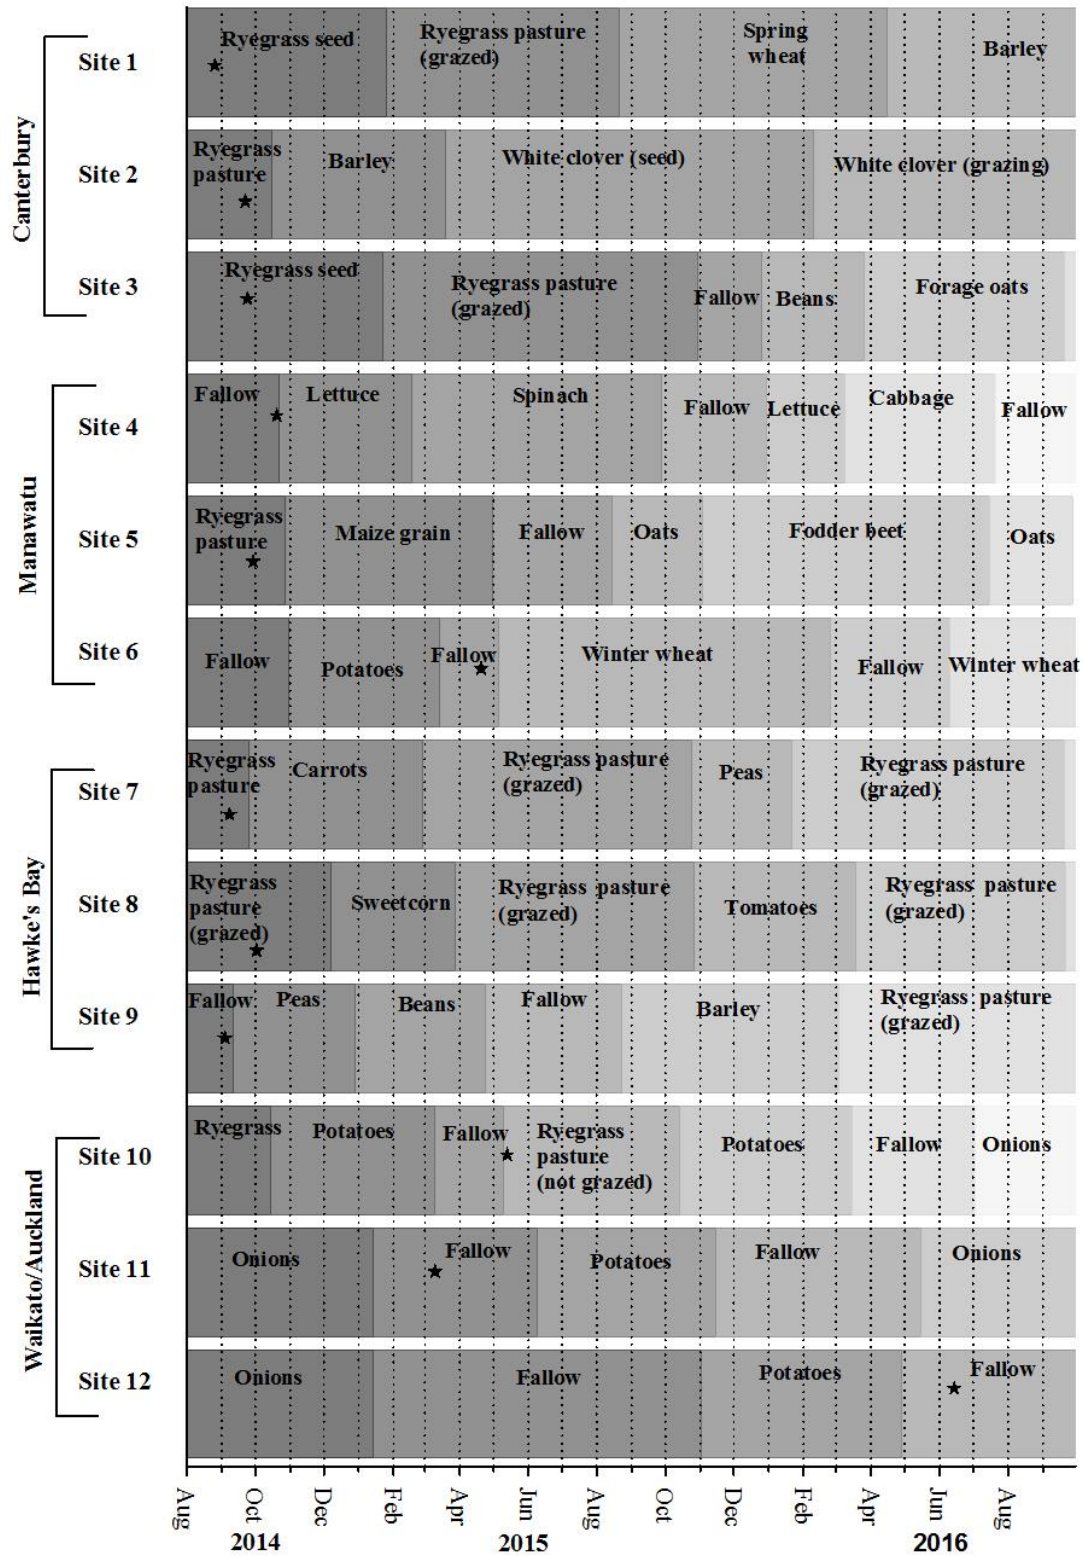 Canterbury
Site 1
Ryegrass seed
Ryegrass pasture
(grazed)
Spring
wheat
Barley
Site 2
Ryegrass
pasture
Barley
White clover (seed)
White clover (grazing)
Site 3
Ryegrass seed
Ryegrass pasture
(grazed)
Fallow
Beans
Forage oats
Manawatu
Site 4
Fallow
Lettuce
Spinach
Fallow
Lettuce
Cabbage
Fallow
Site 5
Ryegrass
pasture
Maize grain
Fallow
Oats
Fodder beet
Oats
Site 6
Fallow
Potatoes
Fallow
Winter wheat
Fallow
Winter wheat
Hawke's Bay
Site 7
Ryegrass
pasture
Carrots
Ryegrass pasture
(grazed)
Peas
Ryegrass pasture
(grazed)
Site 8
Ryegrass
pasture
(grazed)
Sweetcorn
Ryegrass pasture
(grazed)
Tomatoes
Ryegrass pasture
(grazed)
Site 9
Fallow
Peas
Beans
Fallow
Barley
Ryegrass pasture
(grazed)
Waikato/Auckland
Site 10
Ryegrass
Potatoes
Fallow
Ryegrass
pasture
(not grazed)
Potatoes
Fallow
Onions
Site 11
Onions
Fallow
Potatoes
Fallow
Onions
Site 12
Onions
Fallow
Potatoes
Fallow
Aug
Oct
Dec
Feb
Apr
Jun
Aug
Oct
Dec
Feb
Apr
Jun
Aug
2014
2015
2016